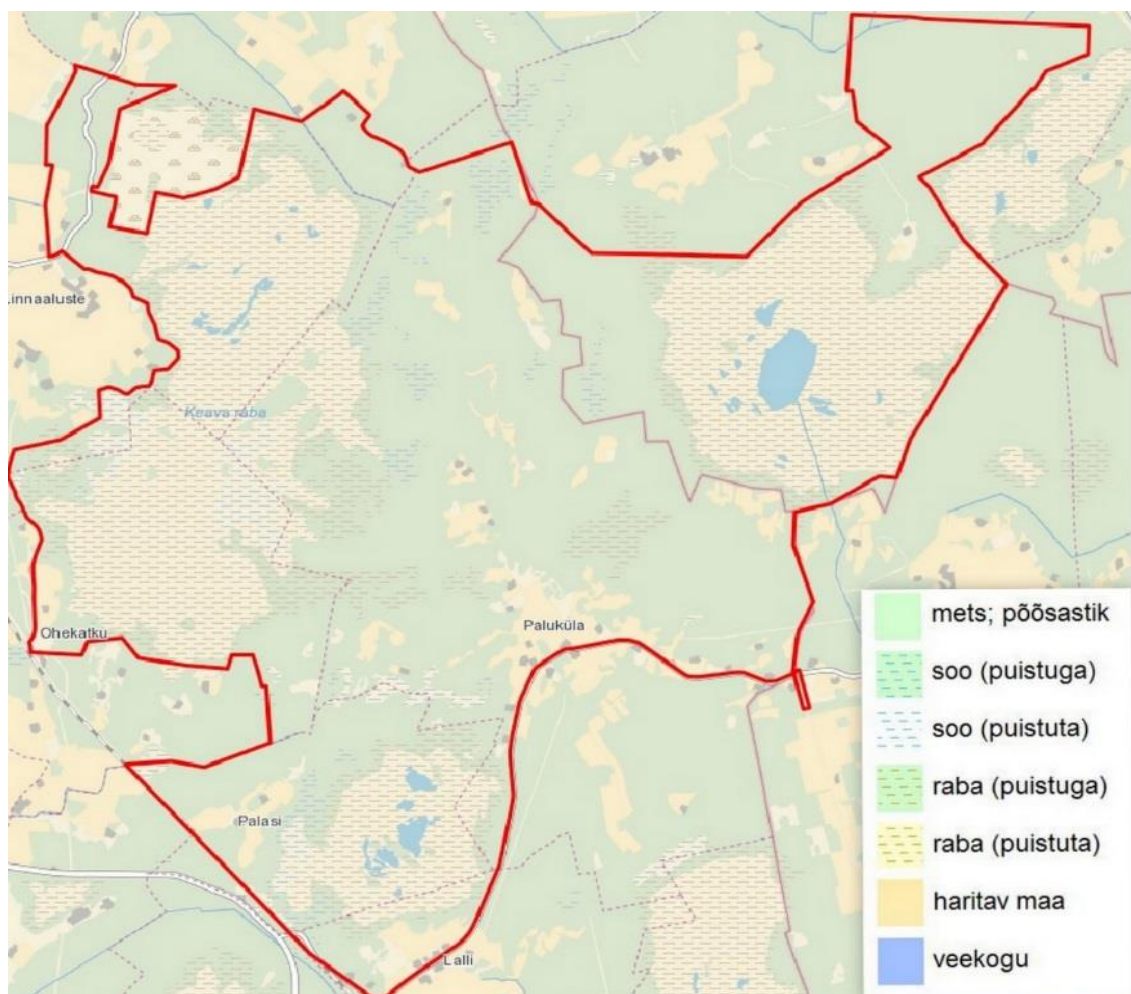 Linnaaluste
Keava raba
Ohekatku
Paluküla
Palasi
Lalli
mets; põõsastik
soo (puistuga)
soo (puistuta)
raba (puistuga)
raba (puistuta)
haritav maa
veekogu